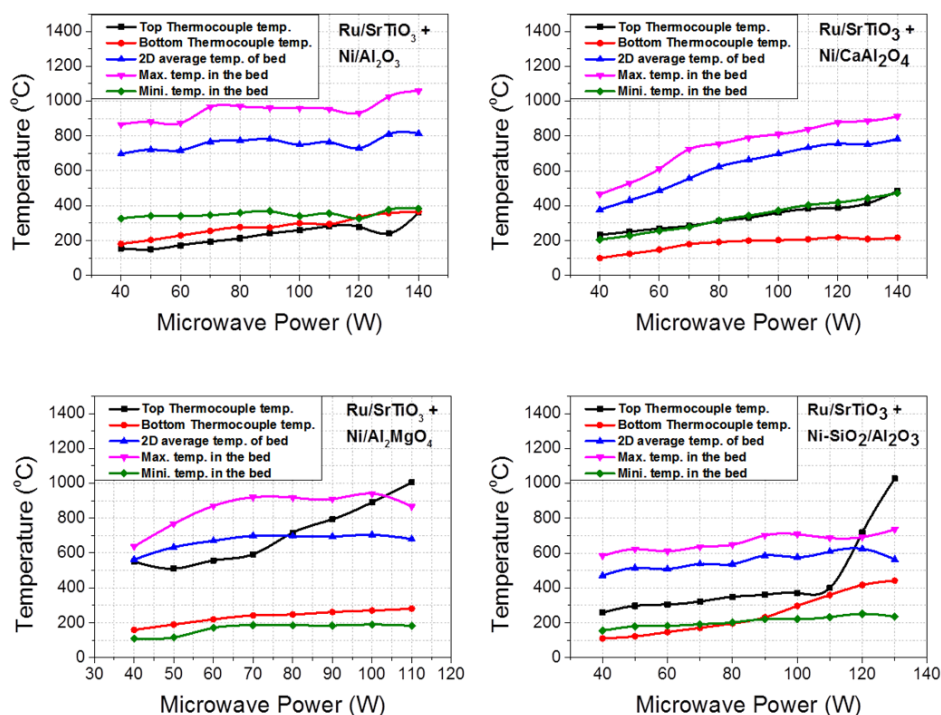 Top Thermocouple temp.
Bottom Thermocouple temp.
2D average temp. of bed
Max. temp. in the bed
Mini. temp. in the bed
Ru/SrTiO₃ +
Ni/Al₂O₃
Temperature (°C)
1400
1200
1000
800
600
400
200
0
40 60 80 100 120 140
Microwave Power (W)
Top Thermocouple temp.
Bottom Thermocouple temp.
2D average temp. of bed
Max. temp. in the bed
Mini. temp. in the bed
Ru/SrTiO₃ +
Ni/CaAl₂O₄
Temperature (°C)
1400
1200
1000
800
600
400
200
0
40 60 80 100 120 140
Microwave Power (W)
Top Thermocouple temp.
Bottom Thermocouple temp.
2D average temp. of bed
Max. temp. in the bed
Mini. temp. in the bed
Ru/SrTiO₃ +
Ni/Al₂MgO₄
Temperature (°C)
1400
1200
1000
800
600
400
200
0
30 40 50 60 70 80 90 100 110 120
Microwave Power (W)
Top Thermocouple temp.
Bottom Thermocouple temp.
2D average temp. of bed
Max. temp. in the bed
Mini. temp. in the bed
Ru/SrTiO₃ +
Ni-SiO₂/Al₂O₃
Temperature (°C)
1400
1200
1000
800
600
400
200
0
40 60 80 100 120 140
Microwave Power (W)